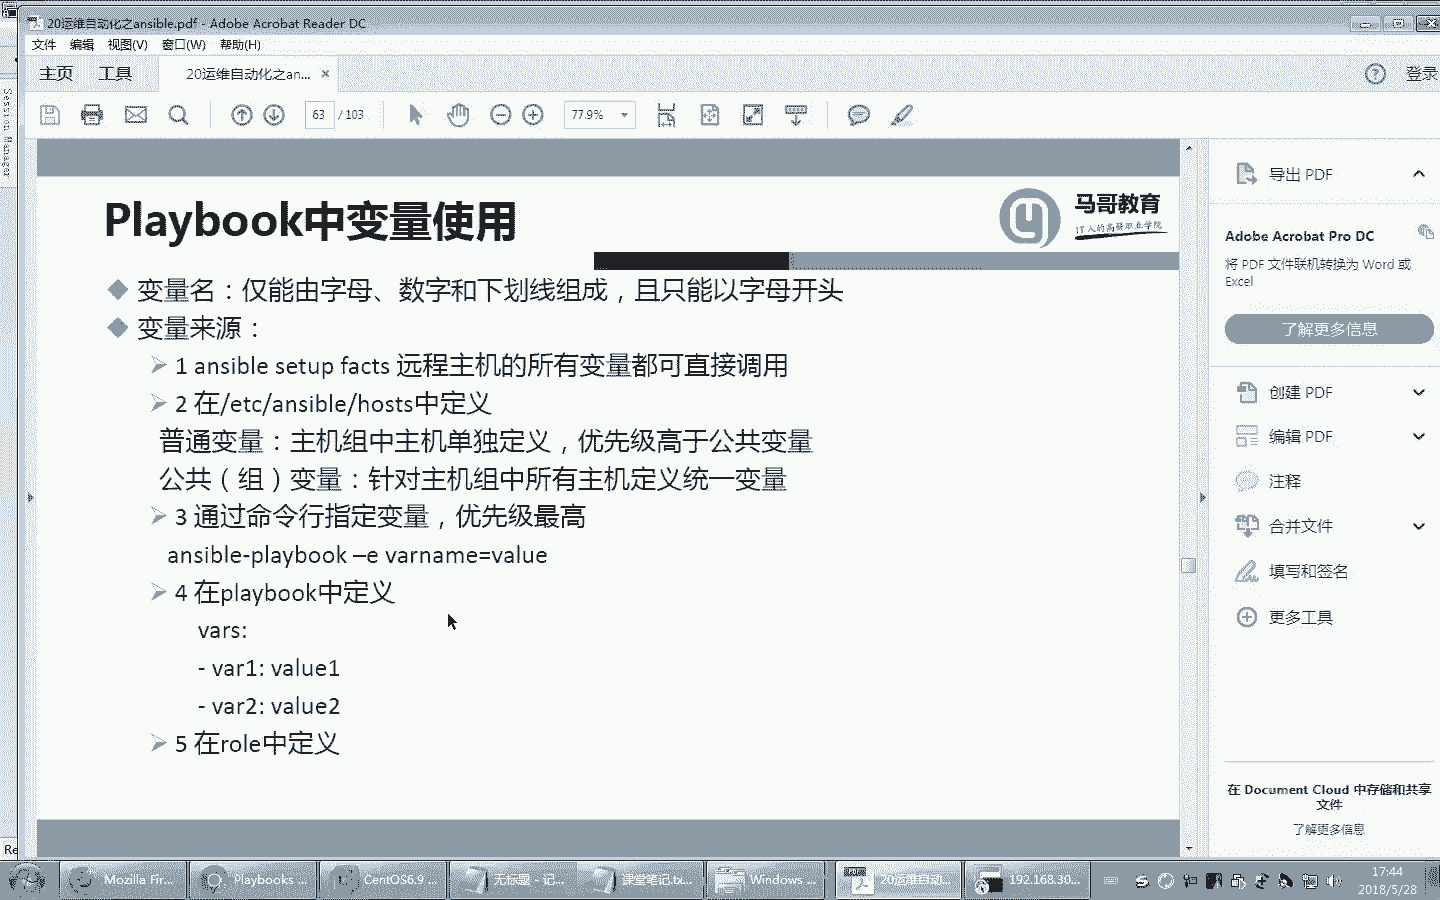 20运维自动化之ansible.pdf - Adobe Acrobat Reader DC
文件 编辑 视图(V) 窗口(W) 帮助(H)
主页 工具 20运维自动化之an... ×
登录
63 / 103
77.9%
Session Manager
Playbook中变量使用
马哥教育
IT人的高薪职业学院
变量名：仅能由字母、数字和下划线组成，且只能以字母开头
变量来源：
1 ansible setup facts 远程主机的所有变量都可直接调用
2 在/etc/ansible/hosts中定义
普通变量：主机组中主机单独定义，优先级高于公共变量
公共（组）变量：针对主机组中所有主机定义统一变量
3 通过命令行指定变量，优先级最高
ansible-playbook –e varname=value
4 在playbook中定义
vars:
- var1: value1
- var2: value2
5 在role中定义
导出 PDF
Adobe Acrobat Pro DC
将 PDF 文件联机转换为 Word 或
Excel
了解更多信息
创建 PDF
编辑 PDF
注释
合并文件
填写和签名
更多工具
在 Document Cloud 中存储和共享
文件
了解更多信息
Re
Mozilla Fir...
Playbooks ...
CentOS6.9 ...
无标题 - 记...
课堂笔记.tx...
Windows ...
20运维自动...
192.168.30...
17:44
2018/5/28